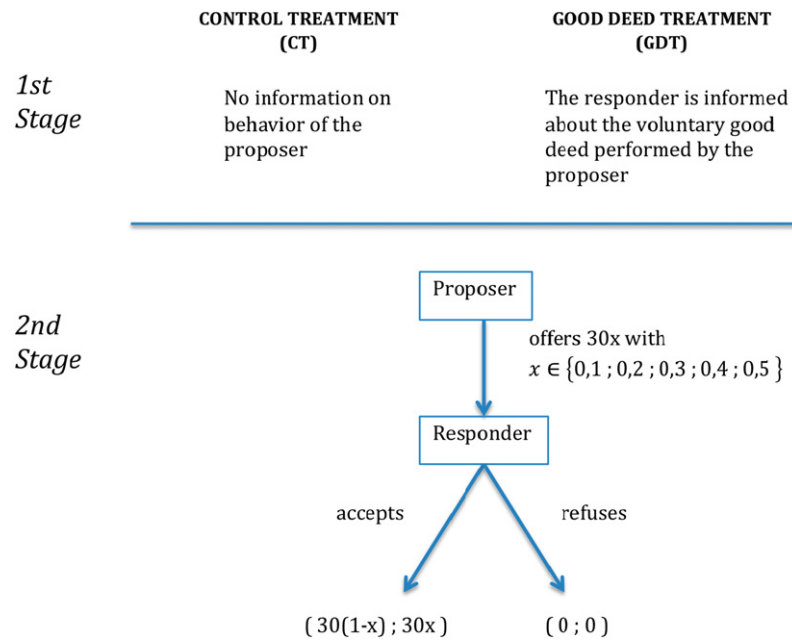 CONTROL TREATMENT
(CT)
GOOD DEED TREATMENT
(GDT)
1st
Stage
No information on
behavior of the
proposer
The responder is informed
about the voluntary good
deed performed by the
proposer
2nd
Stage
Proposer
offers 30x with
x ∈ {0,1 ; 0,2 ; 0,3 ; 0,4 ; 0,5 }
Responder
accepts
refuses
( 30(1-x) ; 30x )
( 0 ; 0 )